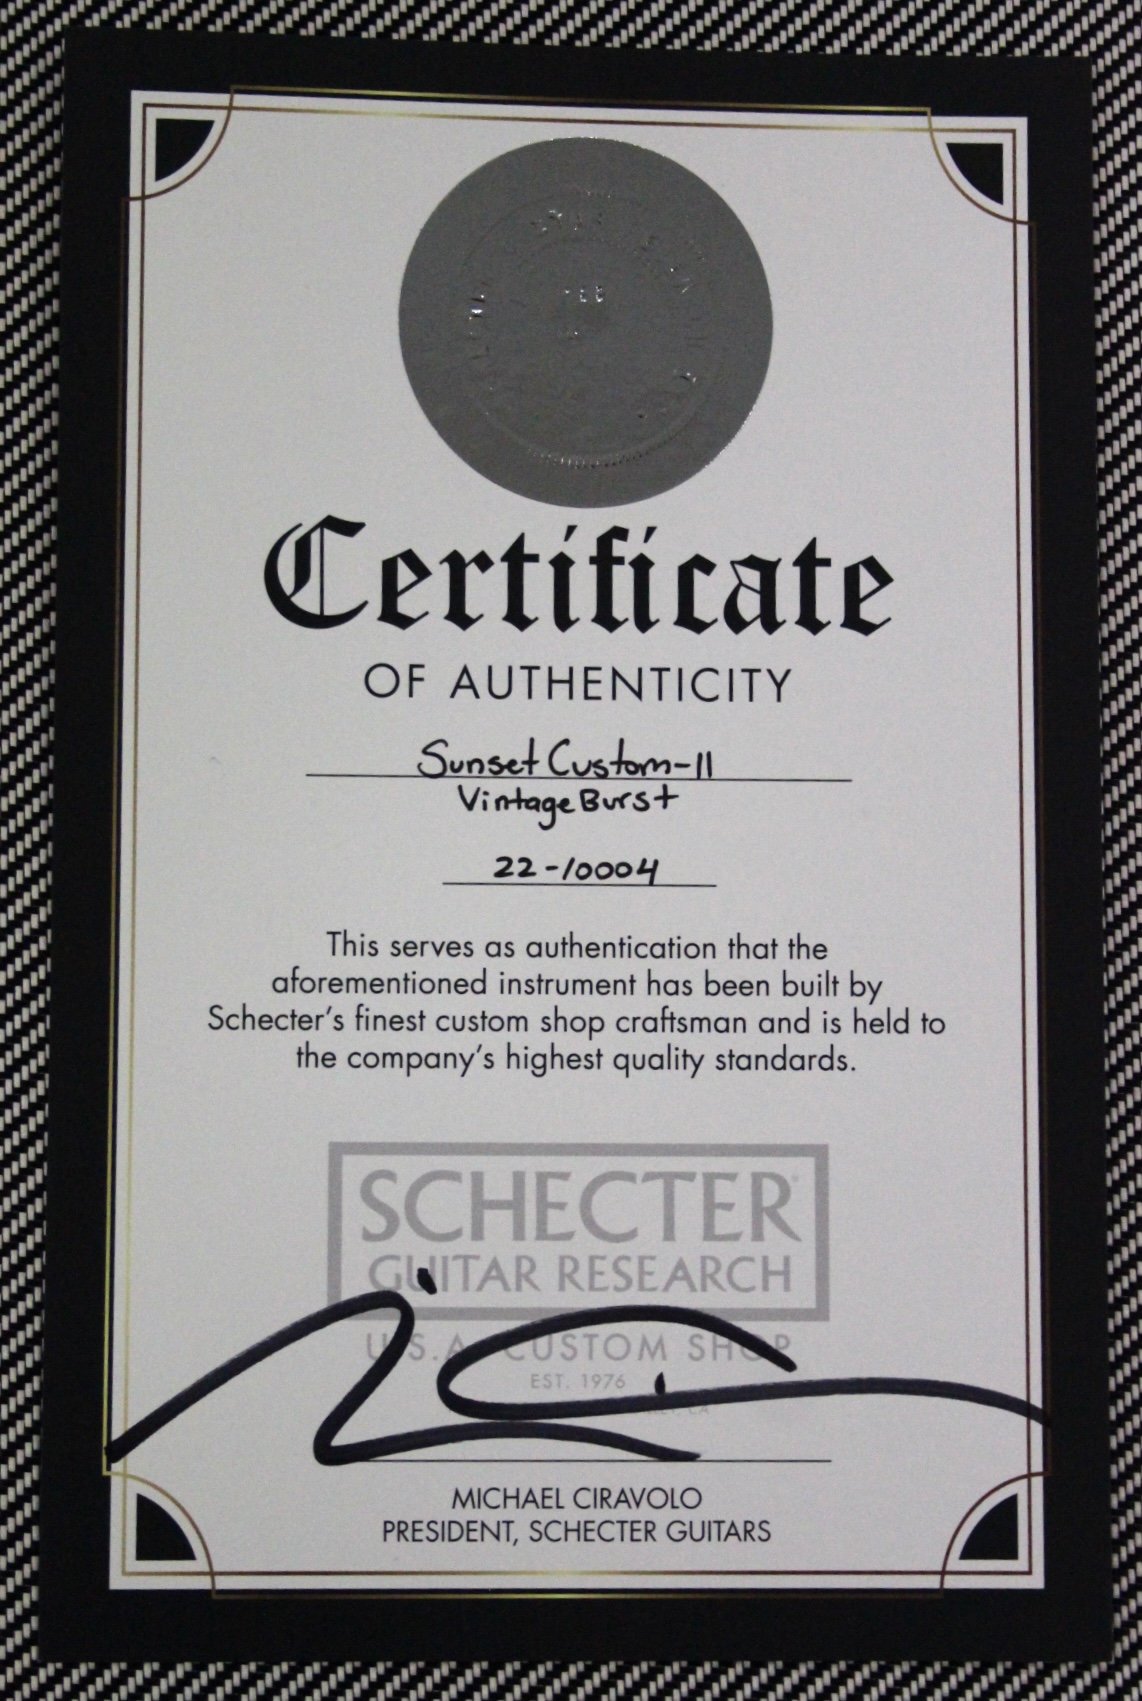 Certificate
OF AUTHENTICITY
Sunset Custom-II
Vintage Burst
22-10004
This serves as authentication that the
aforementioned instrument has been built by
Schecter's finest custom shop craftsman and is held to
the company's highest quality standards.
SCHECTER
GUITAR RESEARCH
U.S.A. CUSTOM SHOP
EST. 1976
MICHAEL CIRAVOLO
PRESIDENT, SCHECTER GUITARS